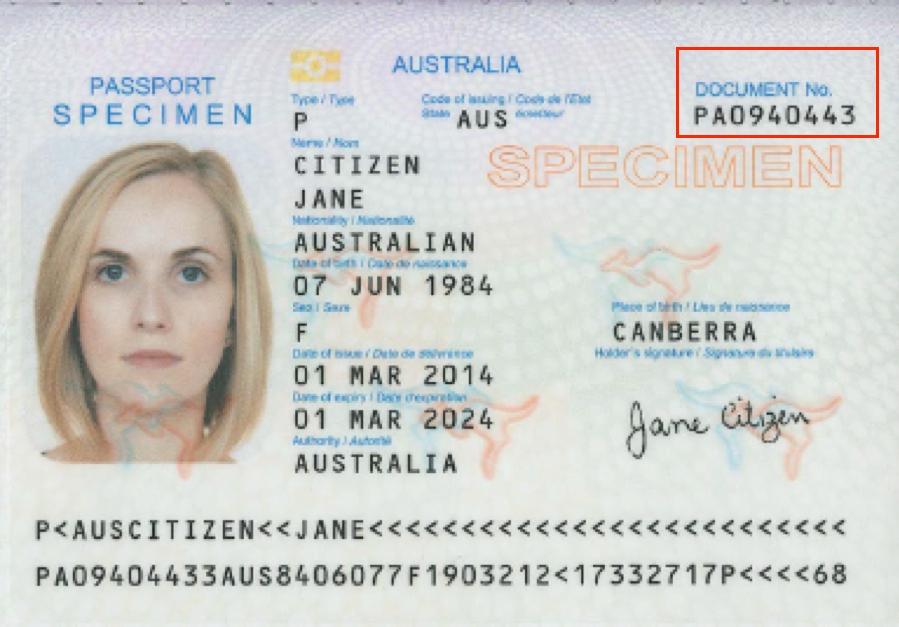 PASSPORT
SPECIMEN
AUSTRALIA
DOCUMENT No.
PA0940443
Type / Type
P
Code of issuing / Code de l'Etat
State émetteur
AUS
SPECIMEN
Name / Nom
CITIZEN
JANE
Nationality / Nationalité
AUSTRALIAN
Date of birth / Date de naissance
07 JUN 1984
Sex / Sexe
F
Place of birth / Lieu de naissance
CANBERRA
Date of issue / Date de délivrance
01 MAR 2014
Holder's signature / Signature du titulaire
Date of expiry / Date d'expiration
01 MAR 2024
Jane Citizen
Authority / Autorité
AUSTRALIA
P<AUSCITIZEN<<JANE<<<<<<<<<<<<<<<<<<<<<<<<<<
PA09404433AUS8406077F1903212<17332717P<<<<68